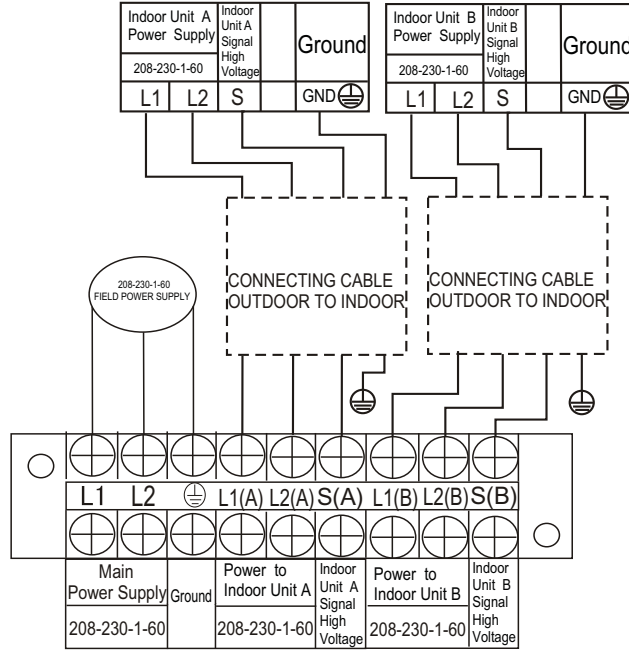 Indoor Unit A
Power Supply
208-230-1-60
Indoor
Unit A
Signal
High
Voltage
Ground
L1 L2 S GND
Indoor Unit B
Power Supply
208-230-1-60
Indoor
Unit B
Signal
High
Voltage
Ground
L1 L2 S GND
208-230-1-60
FIELD POWER SUPPLY
CONNECTING CABLE
OUTDOOR TO INDOOR
CONNECTING CABLE
OUTDOOR TO INDOOR
L1 L2 L1(A) L2(A) S(A) L1(B) L2(B) S(B)
Main
Power Supply
208-230-1-60
Ground
Power to
Indoor Unit A
208-230-1-60
Indoor
Unit A
Signal
High
Voltage
Power to
Indoor Unit B
208-230-1-60
Indoor
Unit B
Signal
High
Voltage